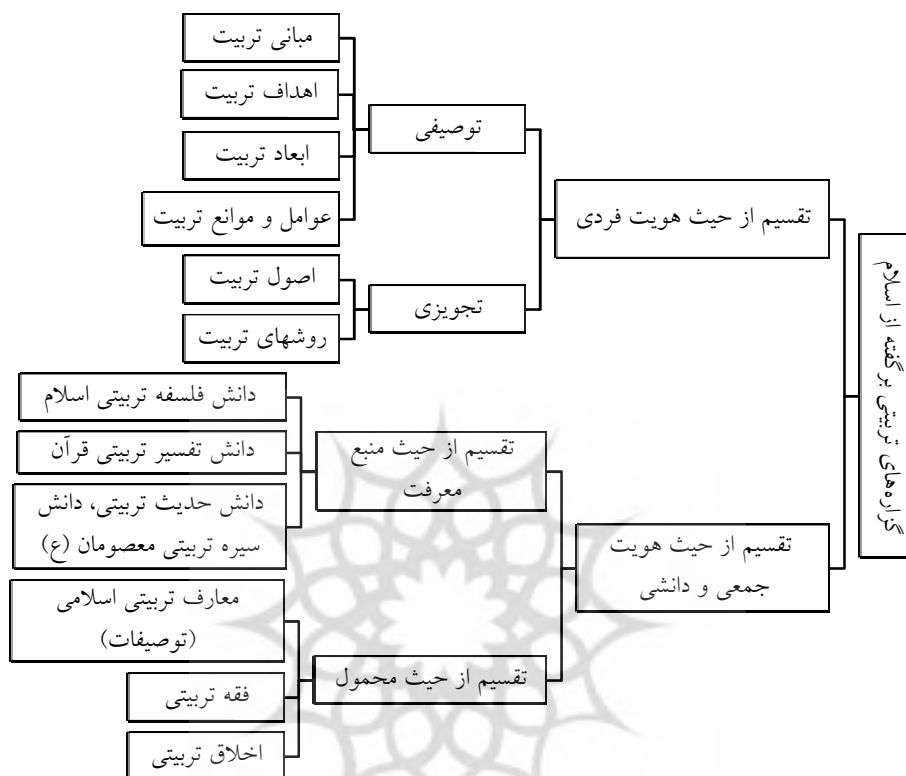 گزاره‌های تربیتی برگفته از اسلام
تقسیم از حیث هویت فردی
توصیفی
مبانی تربیت
اهداف تربیت
ابعاد تربیت
عوامل و موانع تربیت
تجویزی
اصول تربیت
روشهای تربیت
تقسیم از حیث هویت
جمعی و دانشی
تقسیم از حیث منبع
معرفت
دانش فلسفه تربیتی اسلام
دانش تفسیر تربیتی قرآن
دانش حدیث تربیتی، دانش
سیره تربیتی معصومان (ع)
تقسیم از حیث محمول
معارف تربیتی اسلامی
(توصیفات)
فقه تربیتی
اخلاق تربیتی